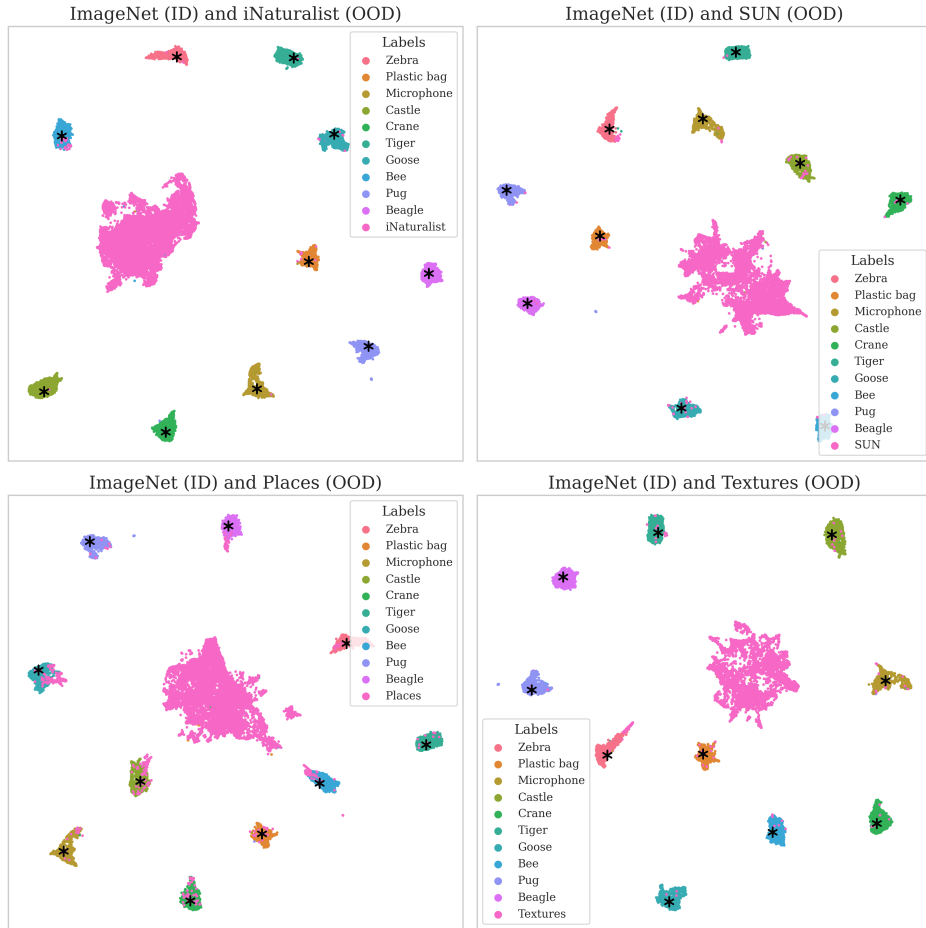 ImageNet (ID) and iNaturalist (OOD)
Labels
Zebra
Plastic bag
Microphone
Castle
Crane
Tiger
Goose
Bee
Pug
Beagle
iNaturalist
ImageNet (ID) and SUN (OOD)
Labels
Zebra
Plastic bag
Microphone
Castle
Crane
Tiger
Goose
Bee
Pug
Beagle
SUN
ImageNet (ID) and Places (OOD)
Labels
Zebra
Plastic bag
Microphone
Castle
Crane
Tiger
Goose
Bee
Pug
Beagle
Places
ImageNet (ID) and Textures (OOD)
Labels
Zebra
Plastic bag
Microphone
Castle
Crane
Tiger
Goose
Bee
Pug
Beagle
Textures